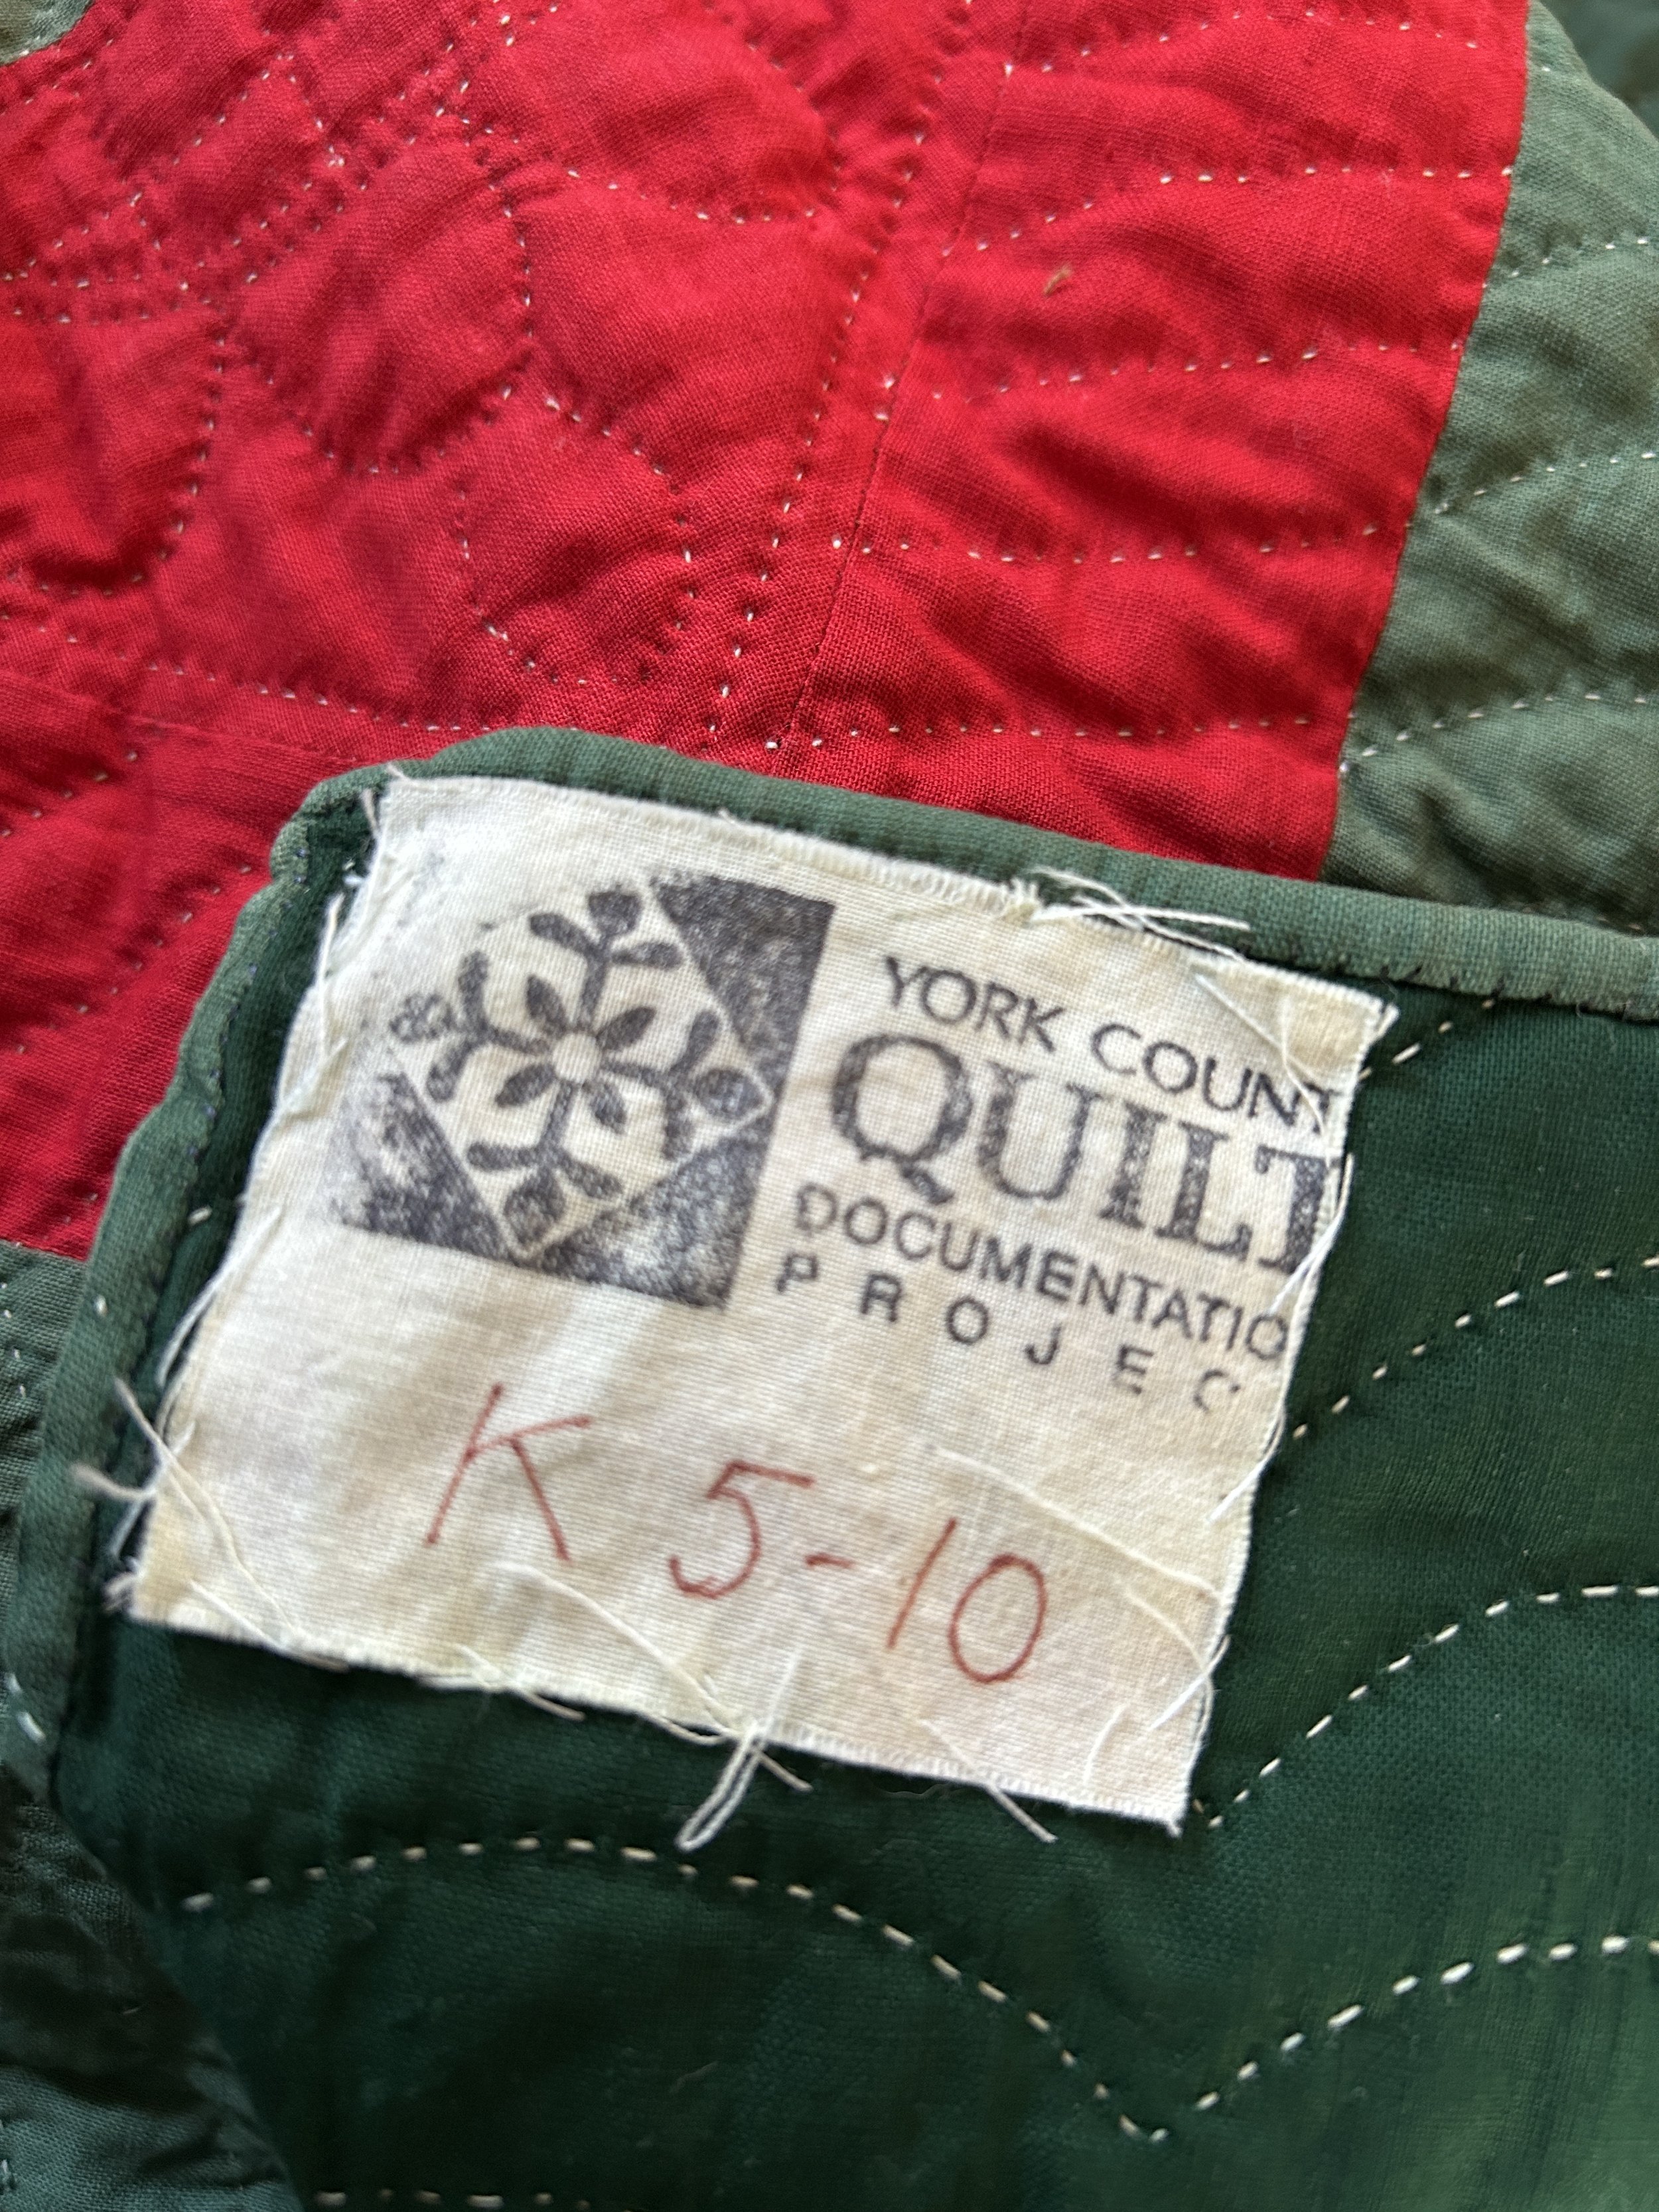 YORK COUNT
QUILT
DOCUMENTATIO
PROJEC
K 5-10